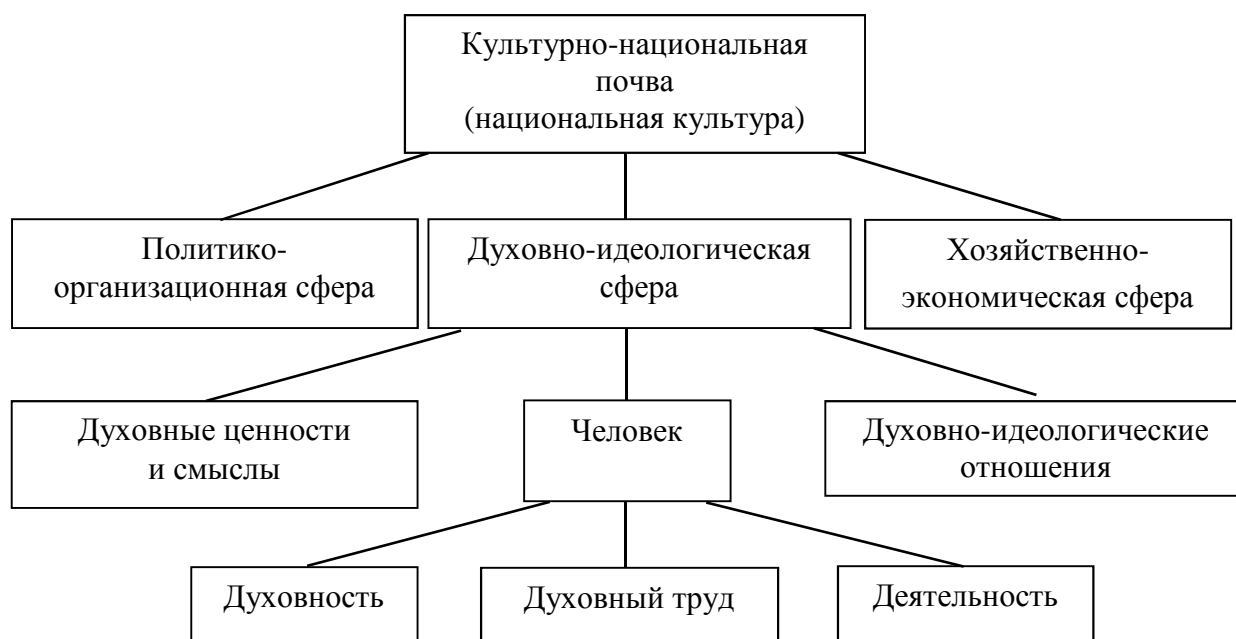 Культурно-национальная
почва
(национальная культура)
Политико-
организационная сфера
Духовно-идеологическая
сфера
Хозяйственно-
экономическая сфера
Духовные ценности
и смыслы
Человек
Духовно-идеологические
отношения
Духовность
Духовный труд
Деятельность